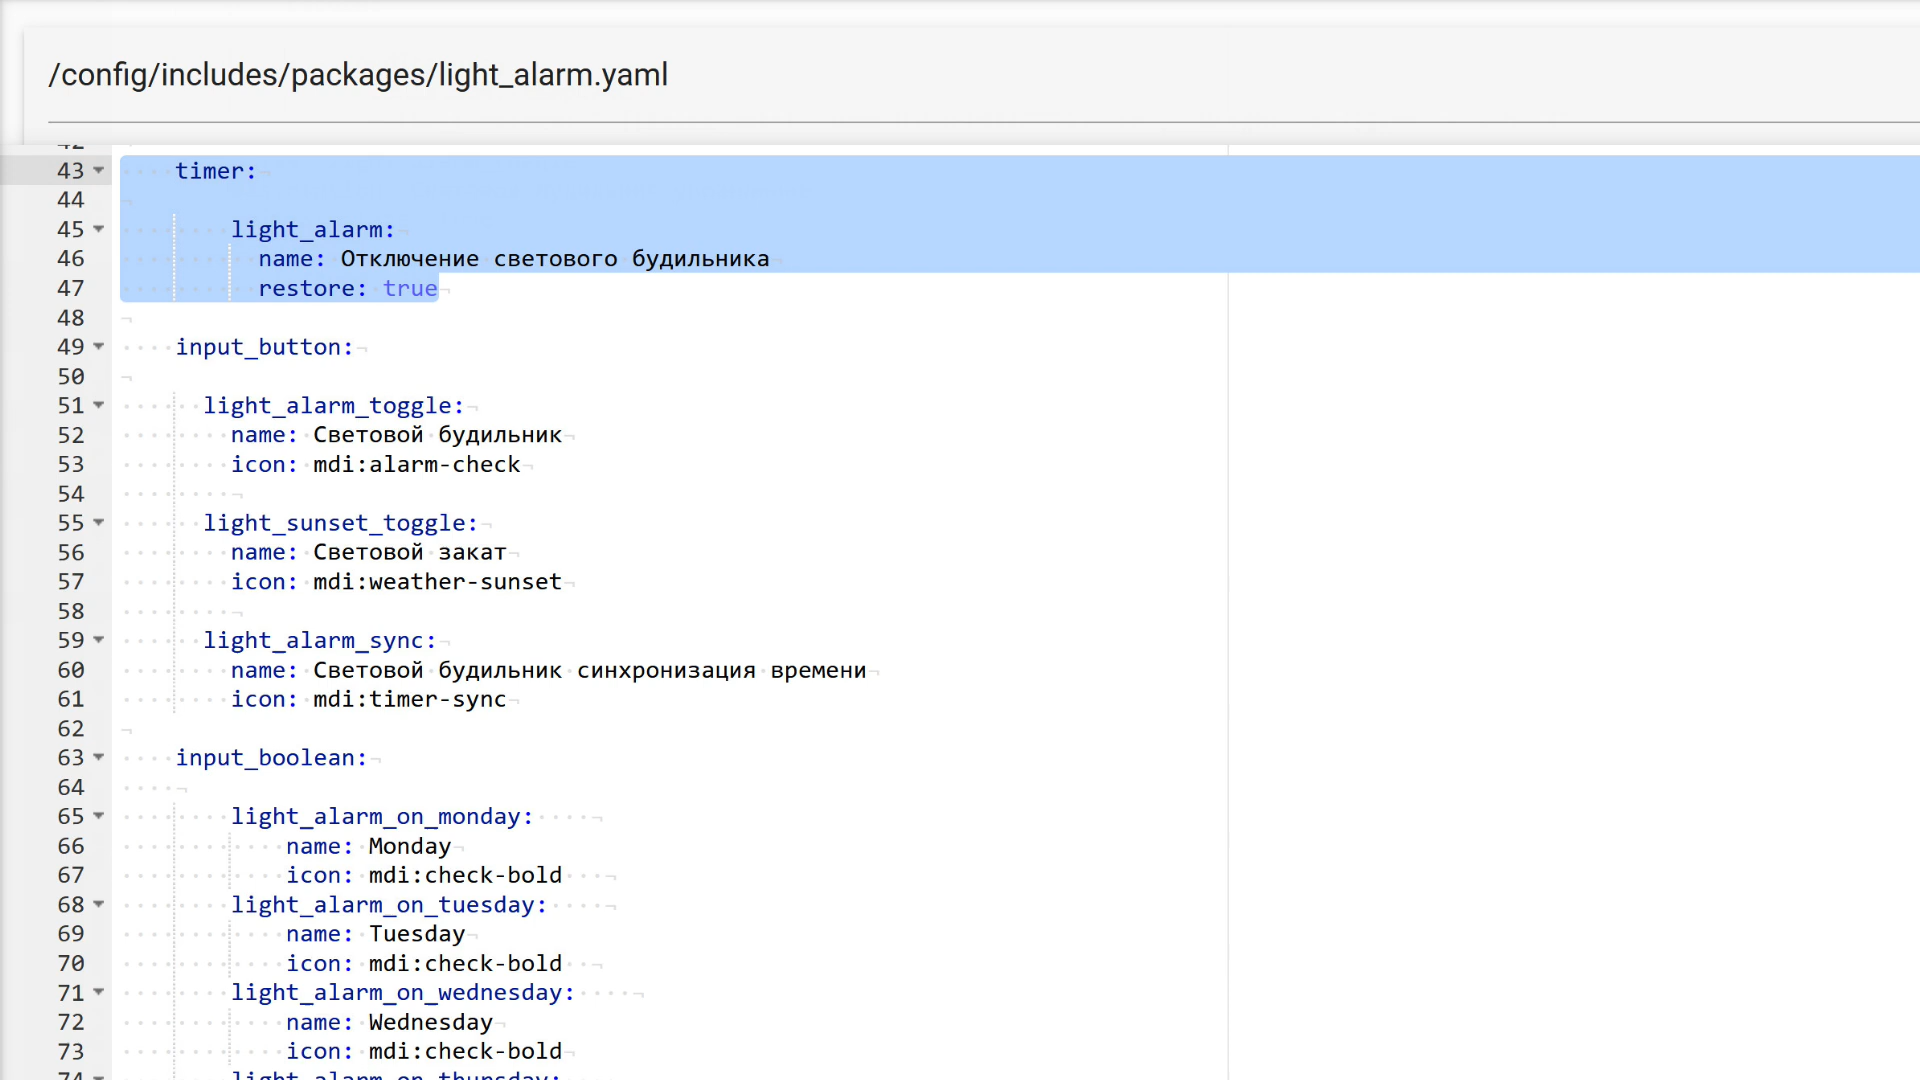 /config/includes/packages/light_alarm.yaml
42
43 timer:
44
45 light_alarm:
46 name: Отключение светового будильника
47 restore: true
48
49 input_button:
50
51 light_alarm_toggle:
52 name: Световой будильник
53 icon: mdi:alarm-check
54
55 light_sunset_toggle:
56 name: Световой закат
57 icon: mdi:weather-sunset
58
59 light_alarm_sync:
60 name: Световой будильник синхронизация времени
61 icon: mdi:timer-sync
62
63 input_boolean:
64
65 light_alarm_on_monday:
66 name: Monday
67 icon: mdi:check-bold
68 light_alarm_on_tuesday:
69 name: Tuesday
70 icon: mdi:check-bold
71 light_alarm_on_wednesday:
72 name: Wednesday
73 icon: mdi:check-bold
74 light_alarm_on_thursday: